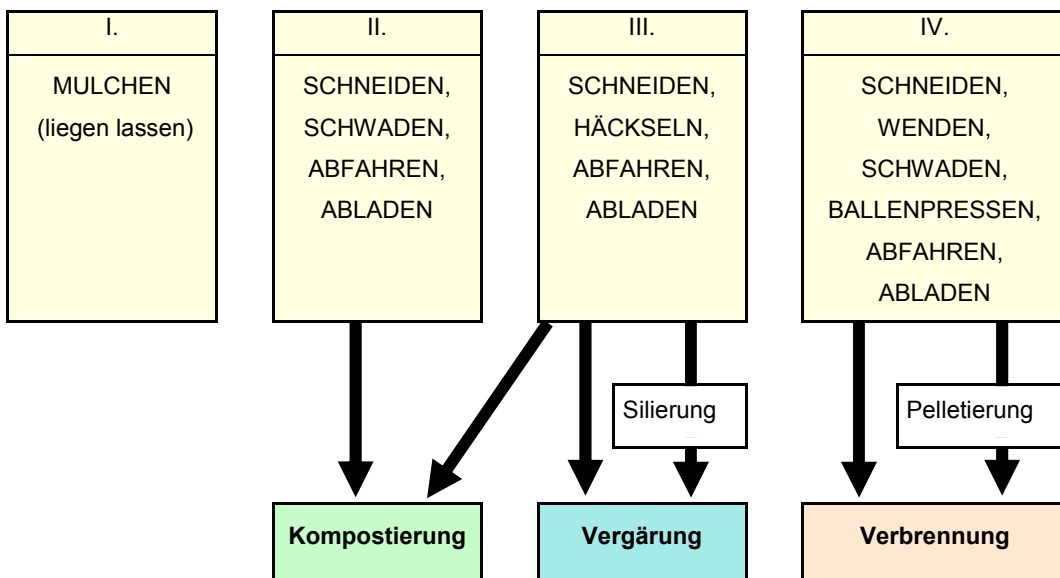 I.
MULCHEN
(liegen lassen)
II.
SCHNEIDEN,
SCHWADEN,
ABFAHREN,
ABLADEN
III.
SCHNEIDEN,
HÄCKSELN,
ABFAHREN,
ABLADEN
IV.
SCHNEIDEN,
WENDEN,
SCHWADEN,
BALLENPRESSEN,
ABFAHREN,
ABLADEN
Silierung
Pelletierung
Kompostierung
Vergärung
Verbrennung